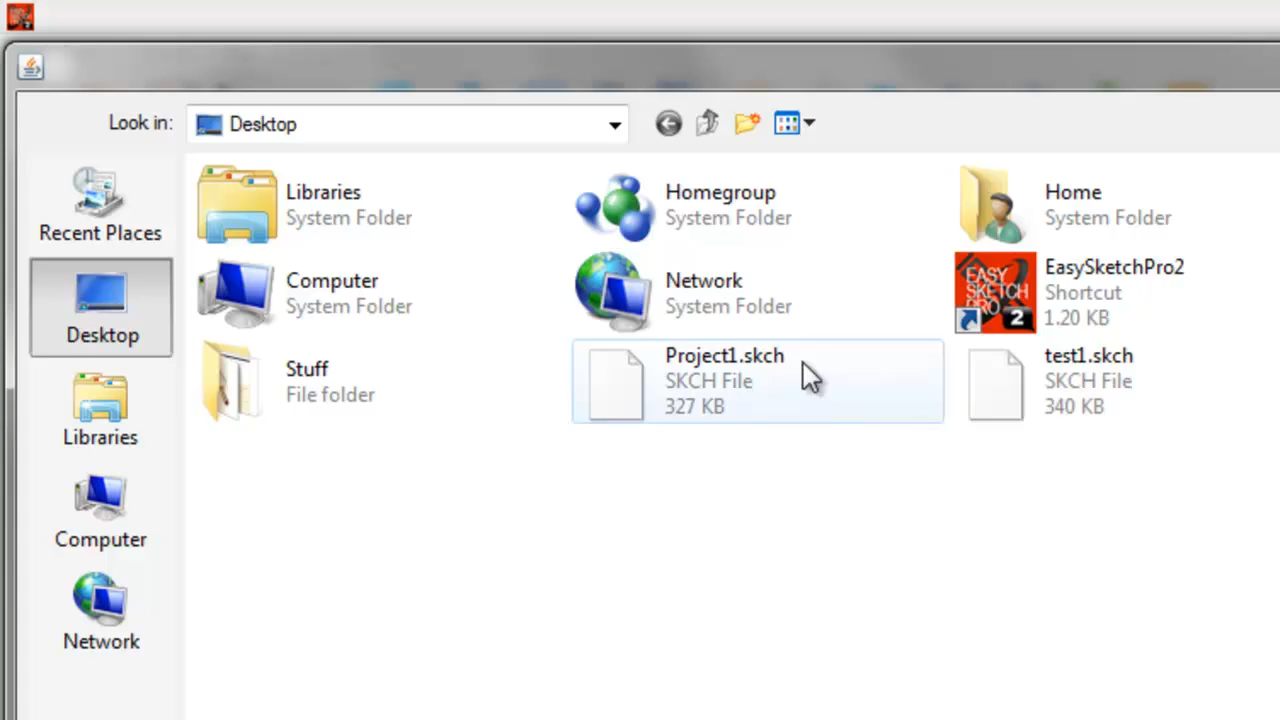 Look in:
Desktop
Recent Places
Desktop
Libraries
Computer
Network
Libraries
System Folder
Homegroup
System Folder
Home
System Folder
Computer
System Folder
Network
System Folder
EASY
SKETCH
PRO
2
EasySketchPro2
Shortcut
1.20 KB
Stuff
File folder
Project1.skch
SKCH File
327 KB
test1.skch
SKCH File
340 KB